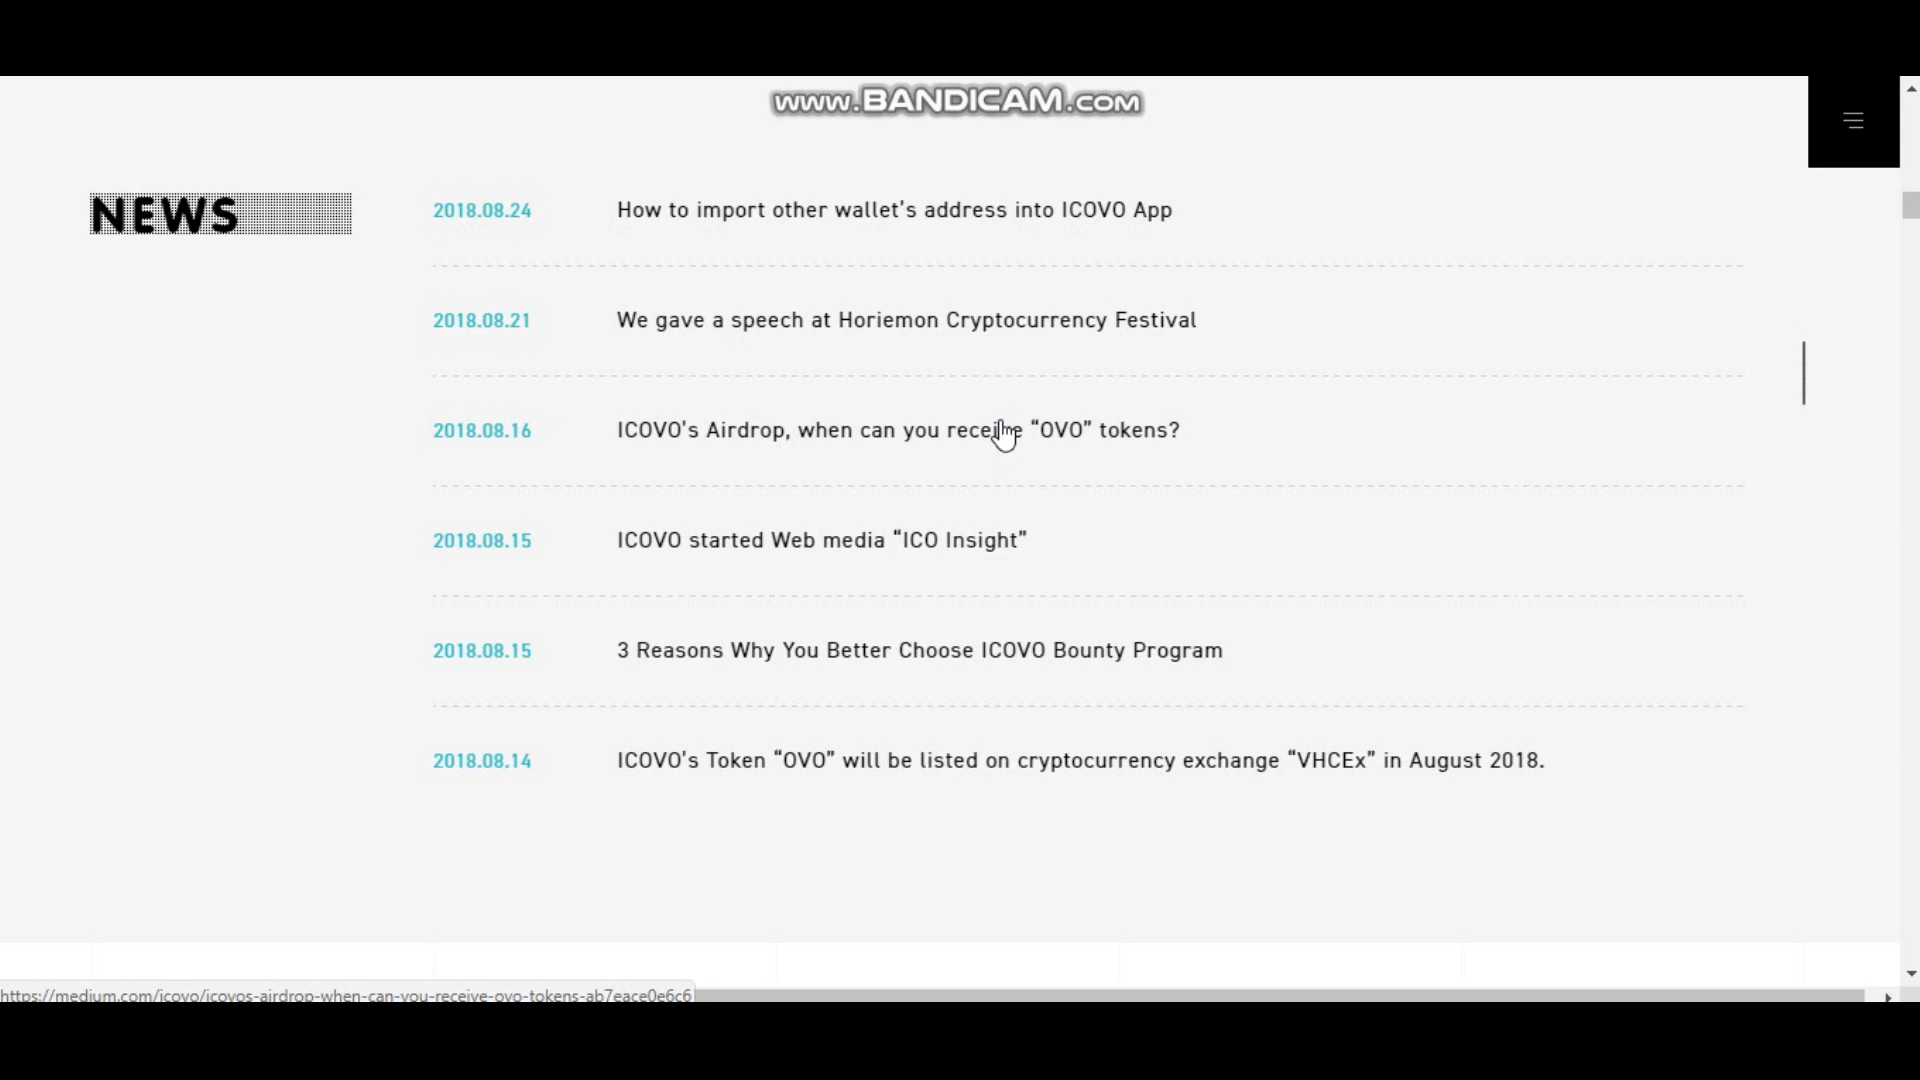 www.BANDICAM.com
NEWS
2018.08.24 How to import other wallet's address into ICOVO App
2018.08.21 We gave a speech at Horiemon Cryptocurrency Festival
2018.08.16 ICOVO's Airdrop, when can you receive “OVO” tokens?
2018.08.15 ICOVO started Web media “ICO Insight”
2018.08.15 3 Reasons Why You Better Choose ICOVO Bounty Program
2018.08.14 ICOVO's Token “OVO” will be listed on cryptocurrency exchange “VHCEx” in August 2018.
https://medium.com/icovo/icovos-airdrop-when-can-you-receive-ovo-tokens-ab7eace0e6c6